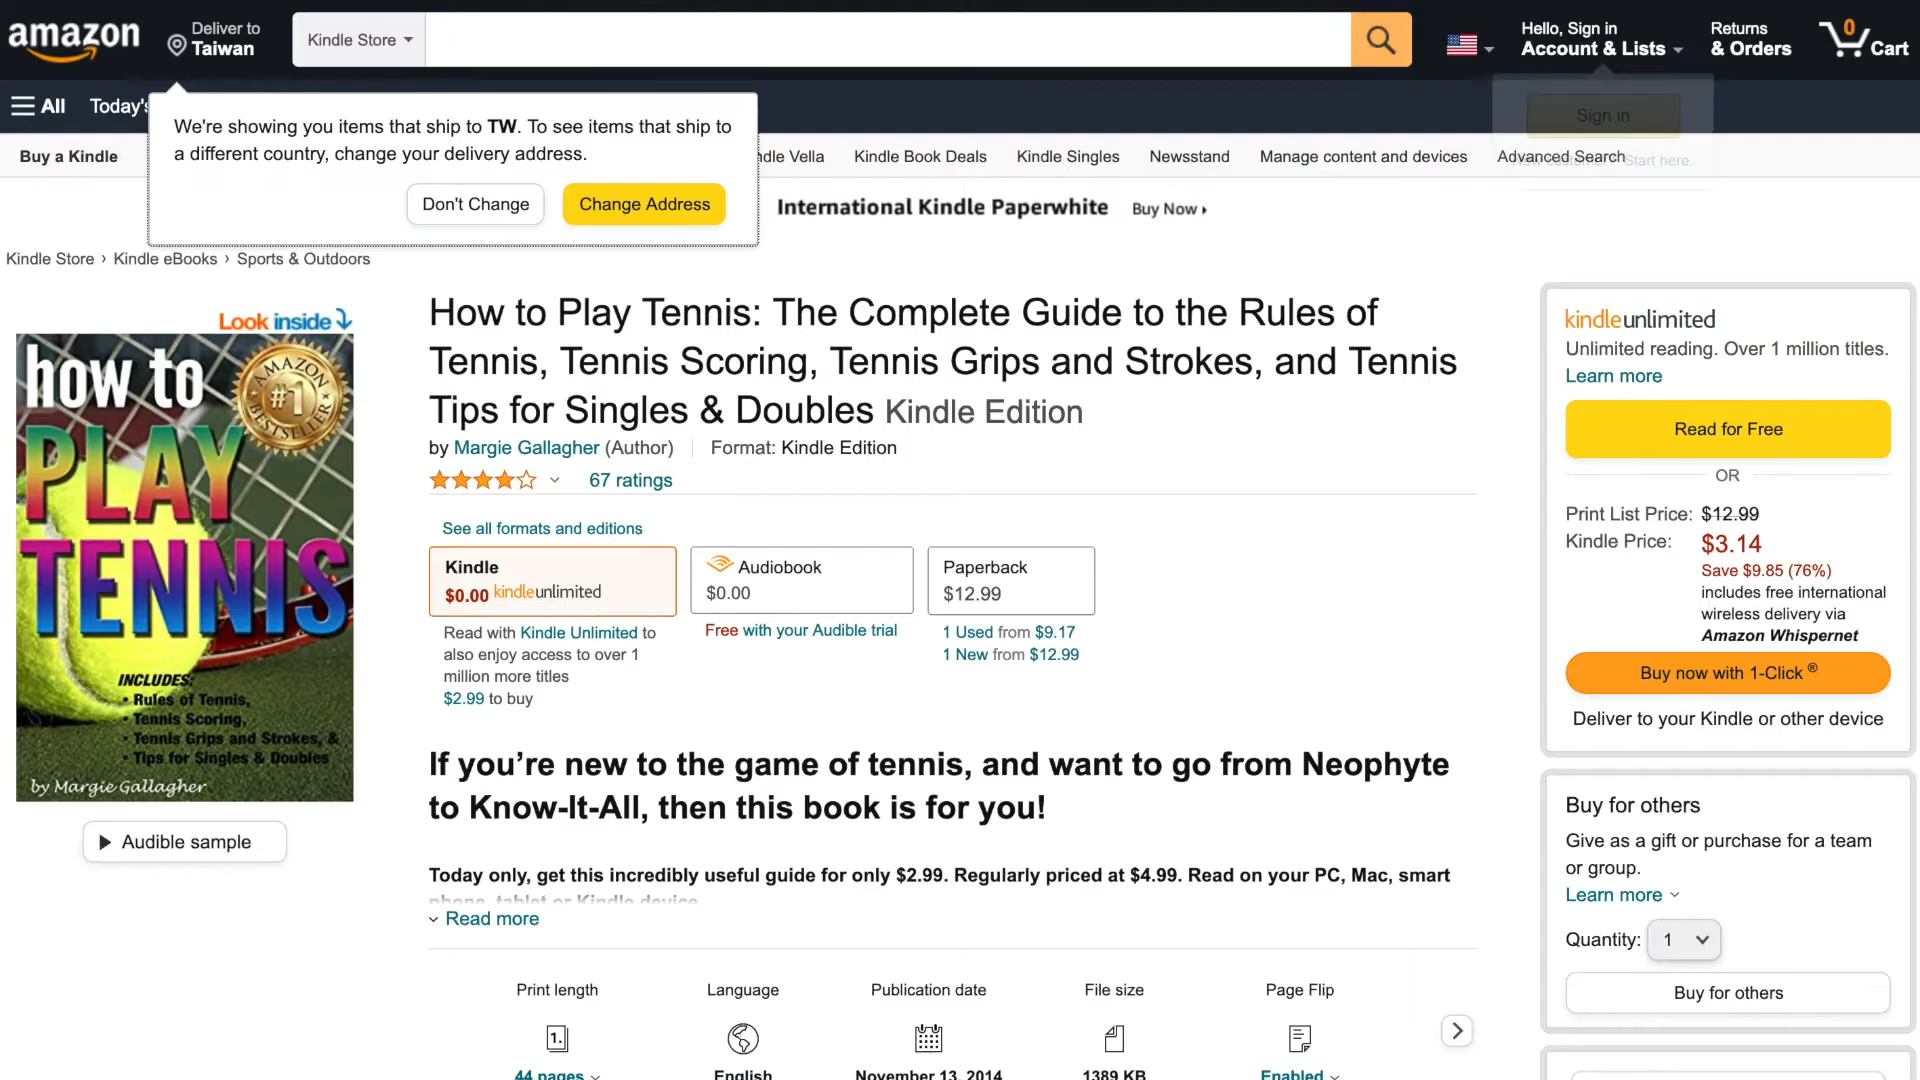 amazon
Deliver to
Taiwan
Kindle Store
Hello, Sign in
Account & Lists
Returns
& Orders
0
Cart
All
Today's
Sign in
We're showing you items that ship to TW. To see items that ship to
a different country, change your delivery address.
Don't Change
Change Address
Buy a Kindle
dle Vella
Kindle Book Deals
Kindle Singles
Newsstand
Manage content and devices
Advanced Search
Start here.
International Kindle Paperwhite
Buy Now
Kindle Store › Kindle eBooks › Sports & Outdoors
Look inside
how to
AMAZON
#1
BESTSELLER
PLAY
TENNIS
INCLUDES:
• Rules of Tennis,
• Tennis Scoring,
• Tennis Grips and Strokes, &
• Tips for Singles & Doubles
by Margie Gallagher
Audible sample
How to Play Tennis: The Complete Guide to the Rules of
Tennis, Tennis Scoring, Tennis Grips and Strokes, and Tennis
Tips for Singles & Doubles Kindle Edition
by Margie Gallagher (Author)
Format: Kindle Edition
67 ratings
See all formats and editions
Kindle
$0.00 kindleunlimited
Read with Kindle Unlimited to
also enjoy access to over 1
million more titles
$2.99 to buy
Audiobook
$0.00
Free with your Audible trial
Paperback
$12.99
1 Used from $9.17
1 New from $12.99
If you’re new to the game of tennis, and want to go from Neophyte
to Know-It-All, then this book is for you!
Today only, get this incredibly useful guide for only $2.99. Regularly priced at $4.99. Read on your PC, Mac, smart
phone, tablet or Kindle device.
Read more
Print length
1.
44 pages
Language
English
Publication date
November 13, 2014
File size
1389 KB
Page Flip
Enabled
kindleunlimited
Unlimited reading. Over 1 million titles.
Learn more
Read for Free
OR
Print List Price: $12.99
Kindle Price: $3.14
Save $9.85 (76%)
includes free international
wireless delivery via
Amazon Whispernet
Buy now with 1-Click ®
Deliver to your Kindle or other device
Buy for others
Give as a gift or purchase for a team
or group.
Learn more
Quantity: 1
Buy for others